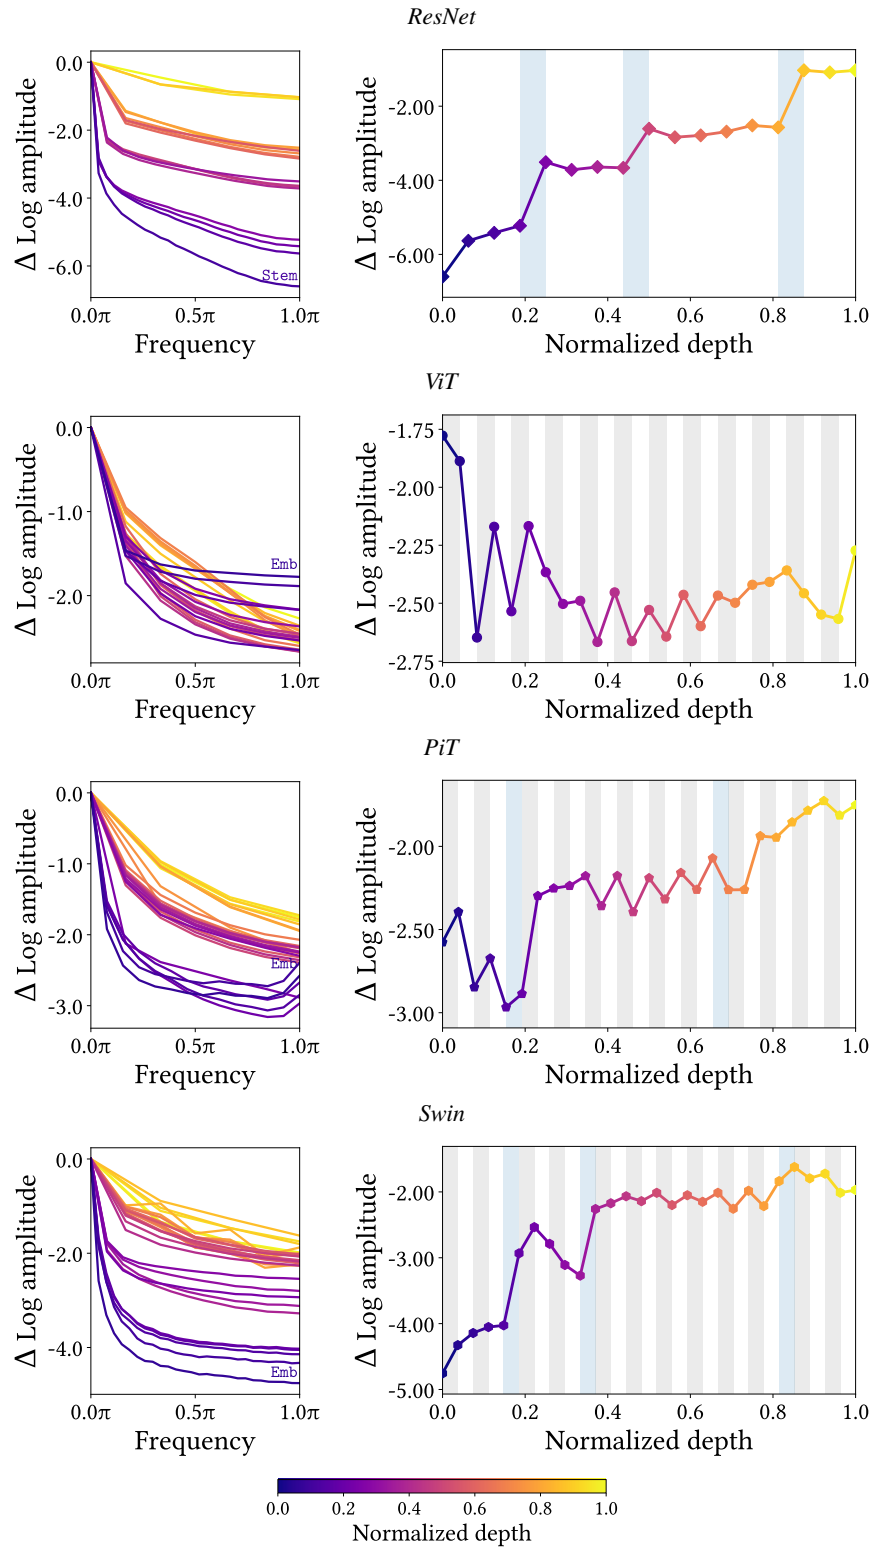 ResNet
Δ Log amplitude
0.0
-2.0
-4.0
-6.0
Stem
0.0π 0.5π 1.0π
Frequency
Δ Log amplitude
-2.00
-4.00
-6.00
0.0 0.2 0.4 0.6 0.8 1.0
Normalized depth
ViT
Δ Log amplitude
0.0
-1.0
-2.0
Emb
0.0π 0.5π 1.0π
Frequency
Δ Log amplitude
-1.75
-2.00
-2.25
-2.50
-2.75
0.0 0.2 0.4 0.6 0.8 1.0
Normalized depth
PiT
Δ Log amplitude
0.0
-1.0
-2.0
-3.0
Emb
0.0π 0.5π 1.0π
Frequency
Δ Log amplitude
-2.00
-2.50
-3.00
0.0 0.2 0.4 0.6 0.8 1.0
Normalized depth
Swin
Δ Log amplitude
0.0
-2.0
-4.0
Emb
0.0π 0.5π 1.0π
Frequency
Δ Log amplitude
-2.00
-3.00
-4.00
-5.00
0.0 0.2 0.4 0.6 0.8 1.0
Normalized depth
0.0 0.2 0.4 0.6 0.8 1.0
Normalized depth